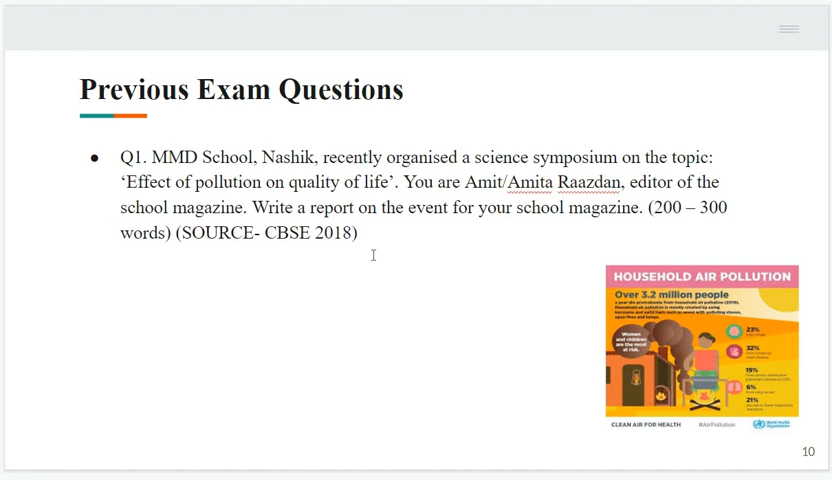 Previous Exam Questions
● Q1. MMD School, Nashik, recently organised a science symposium on the topic:
‘Effect of pollution on quality of life’. You are Amit/Amita Raazdan, editor of the
school magazine. Write a report on the event for your school magazine. (200 – 300
words) (SOURCE- CBSE 2018)
HOUSEHOLD AIR POLLUTION
Over 3.2 million people
Women
and children
are the most
at risk.
23%
32%
19%
6%
21%
CLEAN AIR FOR HEALTH #AirPollution World Health
Organization
10